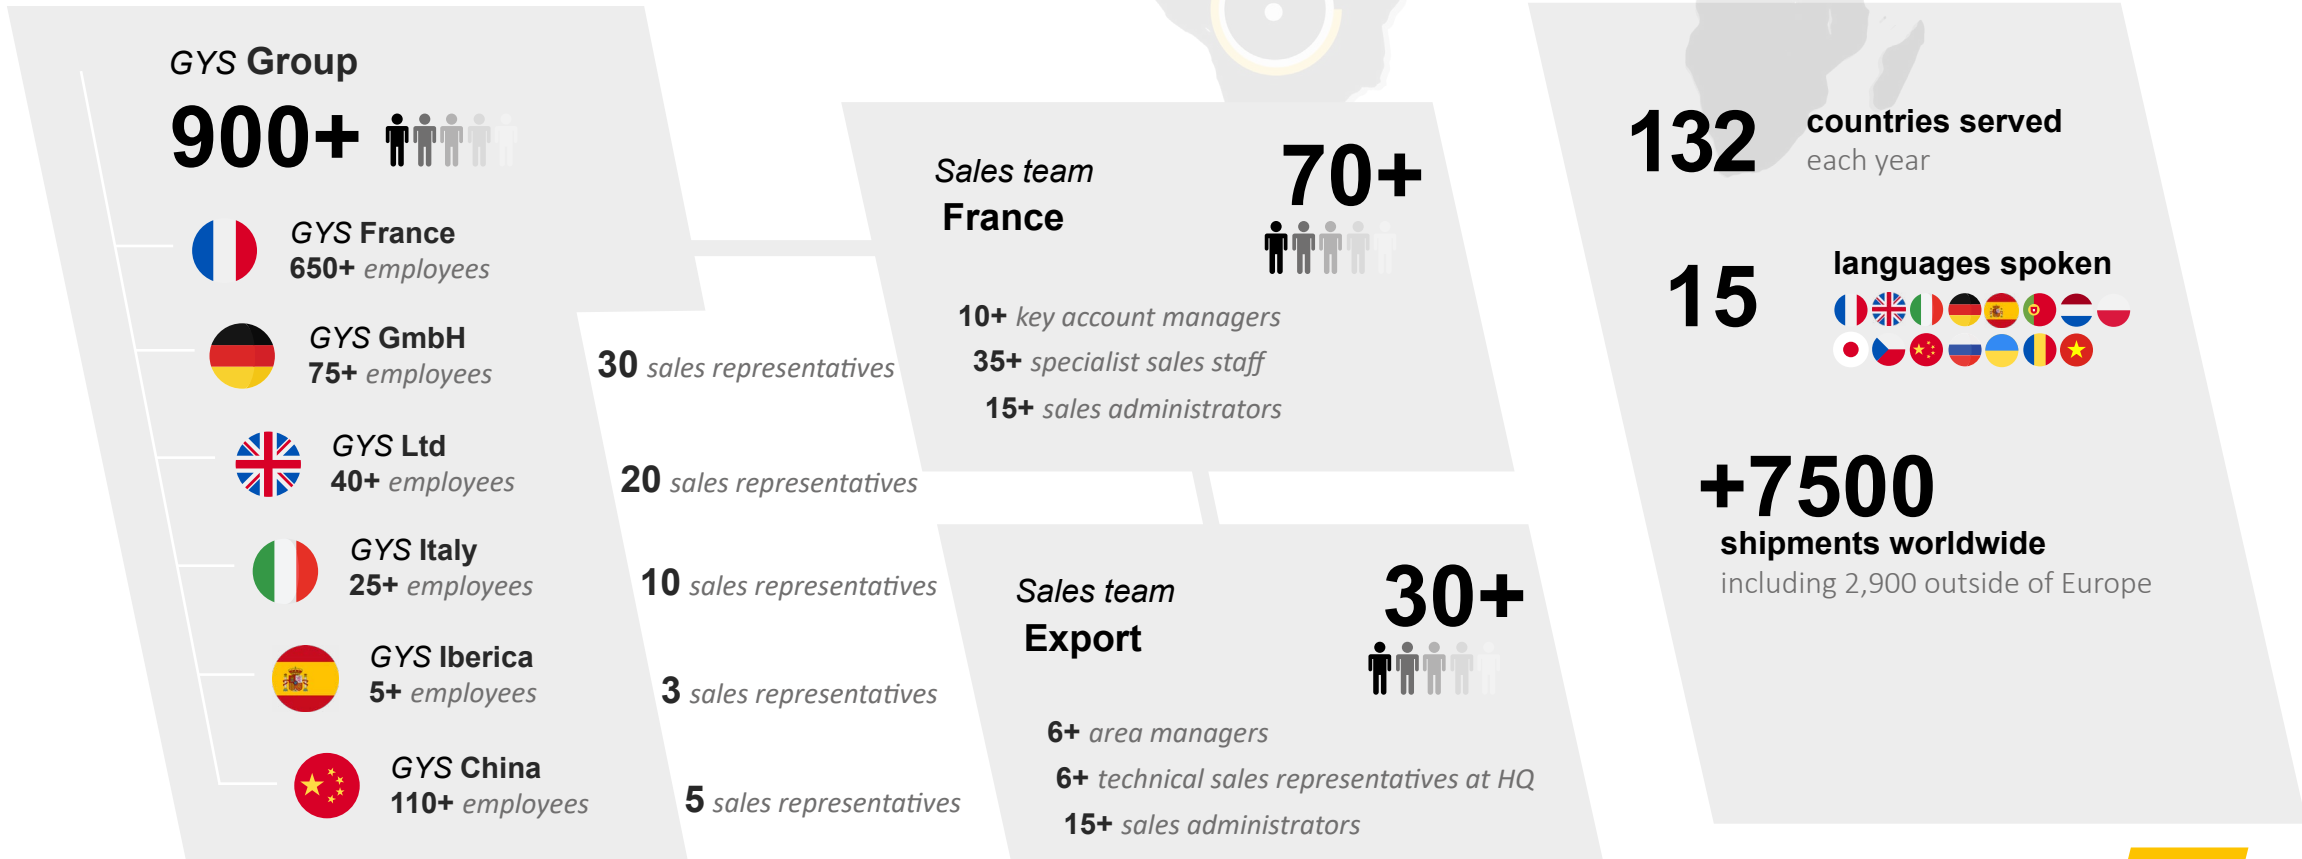 GYS Group
900+
GYS France
650+ employees
GYS GmbH
75+ employees
30 sales representatives
GYS Ltd
40+ employees
20 sales representatives
GYS Italy
25+ employees
10 sales representatives
GYS Iberica
5+ employees
3 sales representatives
GYS China
110+ employees
5 sales representatives
Sales team
France
70+
10+ key account managers
35+ specialist sales staff
15+ sales administrators
Sales team
Export
30+
6+ area managers
6+ technical sales representatives at HQ
15+ sales administrators
132 countries served
each year
15 languages spoken
+7500
shipments worldwide
including 2,900 outside of Europe